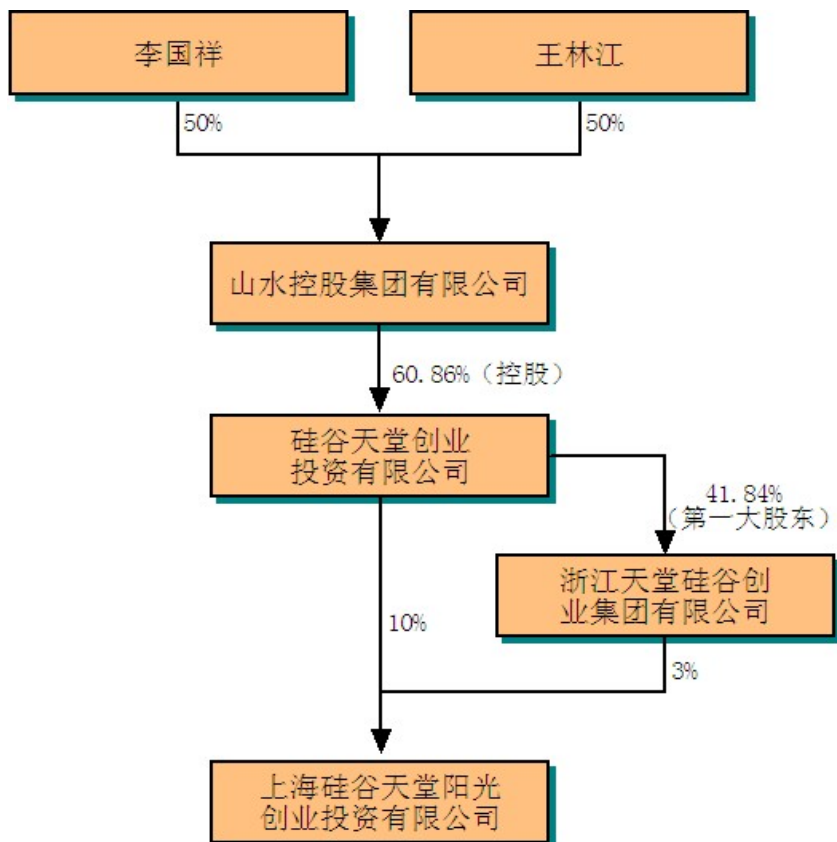 李国祥
王林江
50%
50%
山水控股集团有限公司
60.86%（控股）
硅谷天堂创业
投资有限公司
41.84%
（第一大股东）
浙江天堂硅谷创
业集团有限公司
10%
3%
上海硅谷天堂阳光
创业投资有限公司